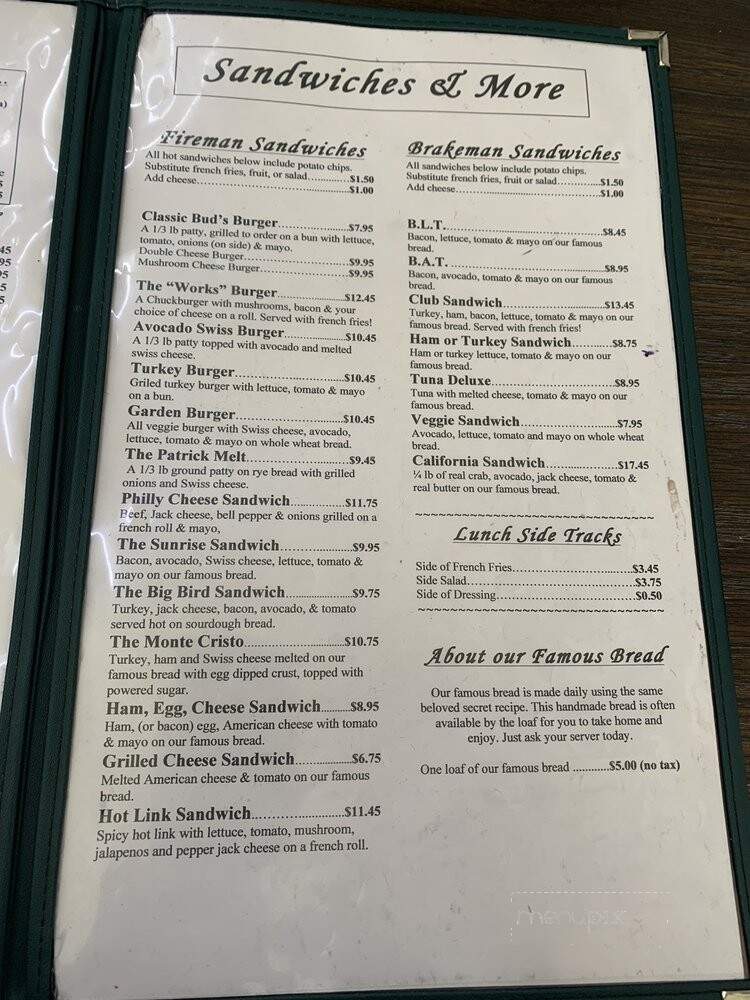 Sandwiches & More
Fireman Sandwiches
All hot sandwiches below include potato chips.
Substitute french fries, fruit, or salad............$1.50
Add cheese..........................................$1.00
Classic Bud's Burger..................$7.95
A 1/3 lb patty, grilled to order on a bun with lettuce,
tomato, onions (on side) & mayo.
Double Cheese Burger..........................$9.95
Mushroom Cheese Burger......................$9.95
The "Works" Burger.................$12.45
A Chuckburger with mushrooms, bacon & your
choice of cheese on a roll. Served with french fries!
Avocado Swiss Burger...............$10.45
A 1/3 lb patty topped with avocado and melted
swiss cheese.
Turkey Burger...........................$10.45
Griled turkey burger with lettuce, tomato & mayo
on a bun.
Garden Burger..........................$10.45
All veggie burger with Swiss cheese, avocado,
lettuce, tomato & mayo on whole wheat bread.
The Patrick Melt........................$9.45
A 1/3 lb ground patty on rye bread with grilled
onions and Swiss cheese.
Philly Cheese Sandwich.............$11.75
Beef, Jack cheese, bell pepper & onions grilled on a
french roll & mayo,
The Sunrise Sandwich.................$9.95
Bacon, avocado, Swiss cheese, lettuce, tomato &
mayo on our famous bread.
The Big Bird Sandwich................$9.75
Turkey, jack cheese, bacon, avocado, & tomato
served hot on sourdough bread.
The Monte Cristo.......................$10.75
Turkey, ham and Swiss cheese melted on our
famous bread with egg dipped crust, topped with
powered sugar.
Ham, Egg, Cheese Sandwich.......$8.95
Ham, (or bacon) egg, American cheese with tomato
& mayo on our famous bread.
Grilled Cheese Sandwich.............$6.75
Melted American cheese & tomato on our famous
bread.
Hot Link Sandwich.....................$11.45
Spicy hot link with lettuce, tomato, mushroom,
jalapenos and pepper jack cheese on a french roll.
Brakeman Sandwiches
All sandwiches below include potato chips.
Substitute french fries, fruit or salad............$1.50
Add cheese........................................$1.00
B.L.T.......................................$8.45
Bacon, lettuce, tomato & mayo on our famous
bread.
B.A.T. ......................................$8.95
Bacon, avocado, tomato & mayo on our famous
bread.
Club Sandwich..........................$13.45
Turkey, ham, bacon, lettuce, tomato & mayo on our
famous bread. Served with french fries!
Ham or Turkey Sandwich..........$8.75
Ham or turkey lettuce, tomato & mayo on our
famous bread.
Tuna Deluxe..............................$8.95
Tuna with melted cheese, tomato & mayo on our
famous bread.
Veggie Sandwich.......................$7.95
Avocado, lettuce, tomato and mayo on whole wheat
bread.
California Sandwich..................$17.45
¼ lb of real crab, avocado, jack cheese, tomato &
real butter on our famous bread.
~~~~~~~~~~~~~~~~~~~~~~~~~~~~~~
Lunch Side Tracks
Side of French Fries...............................$3.45
Side Salad.............................................$3.75
Side of Dressing....................................$0.50
~~~~~~~~~~~~~~~~~~~~~~~~~~~~~~
About our Famous Bread
Our famous bread is made daily using the same
beloved secret recipe. This handmade bread is often
available by the loaf for you to take home and
enjoy. Just ask your server today.
One loaf of our famous bread ...........$5.00 (no tax)
menupix